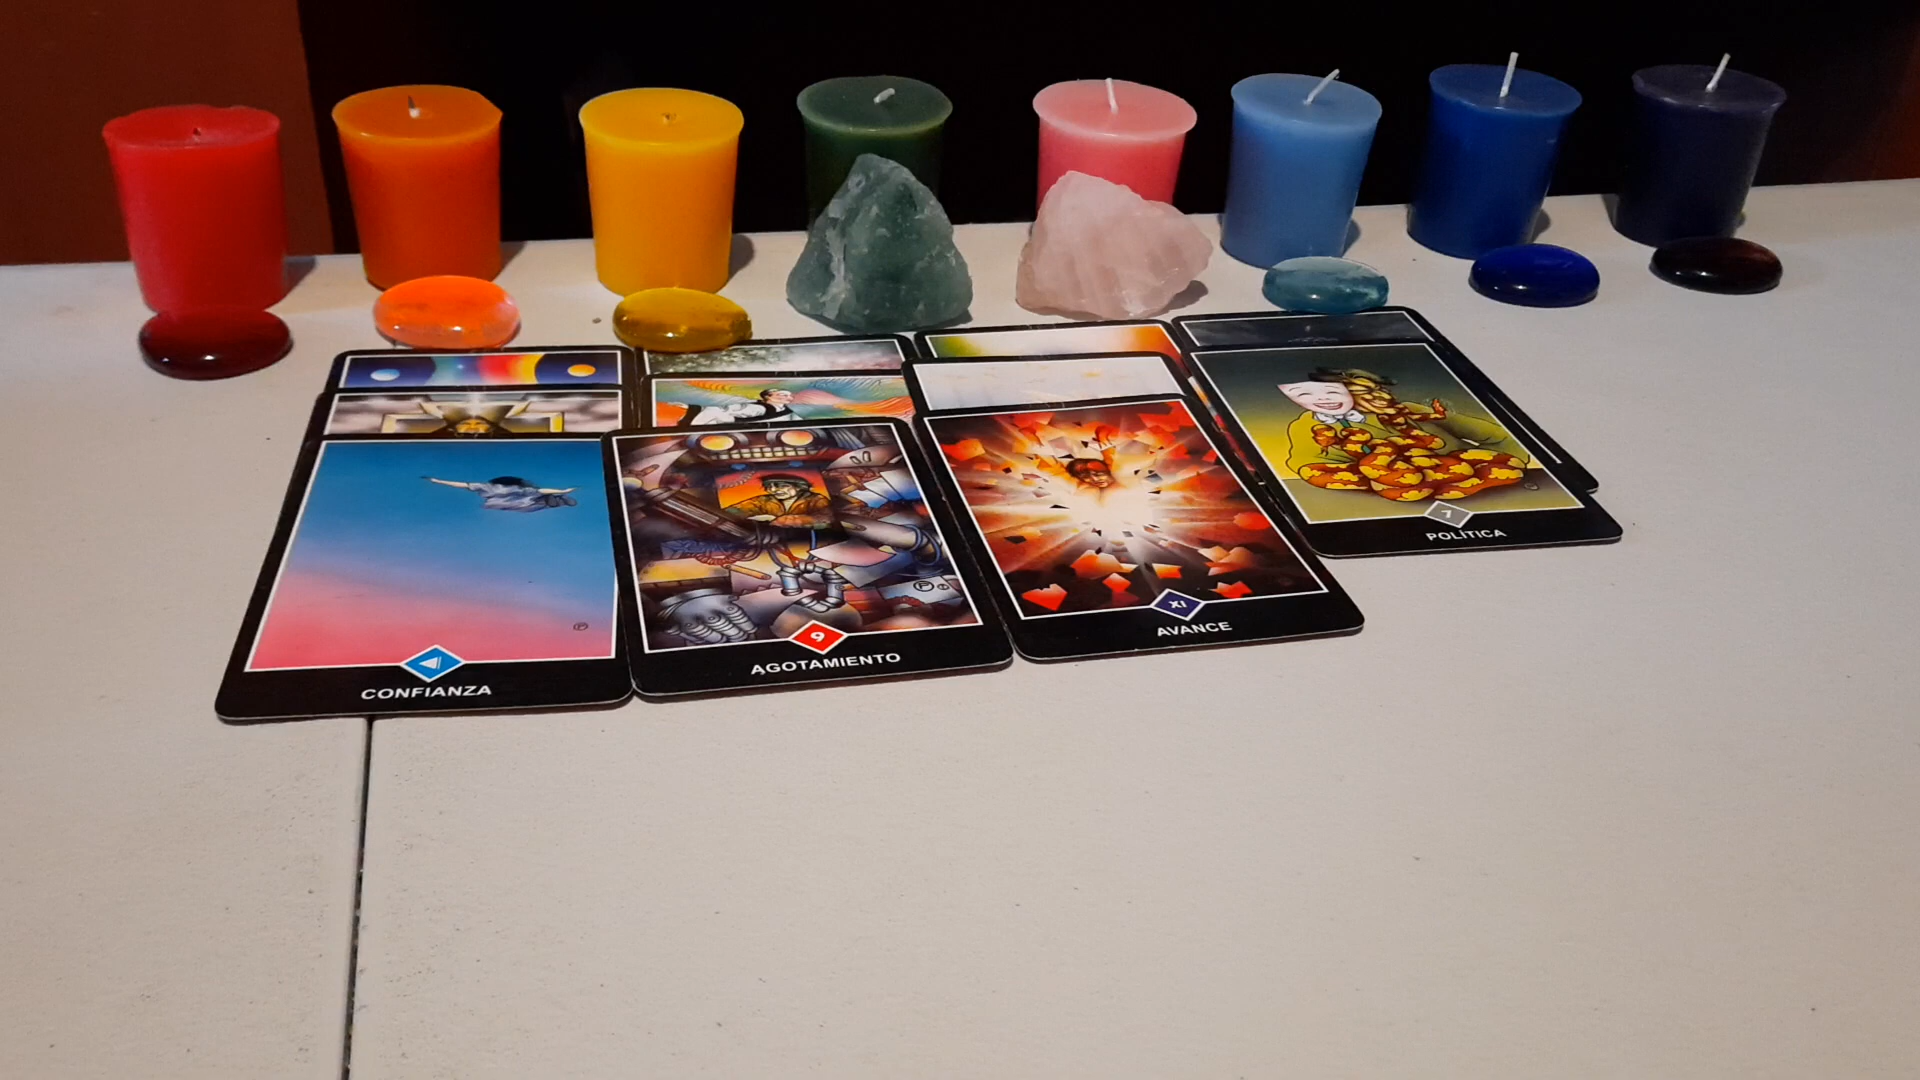 CONFIANZA
9
AGOTAMIENTO
XI
AVANCE
7
POLÍTICA